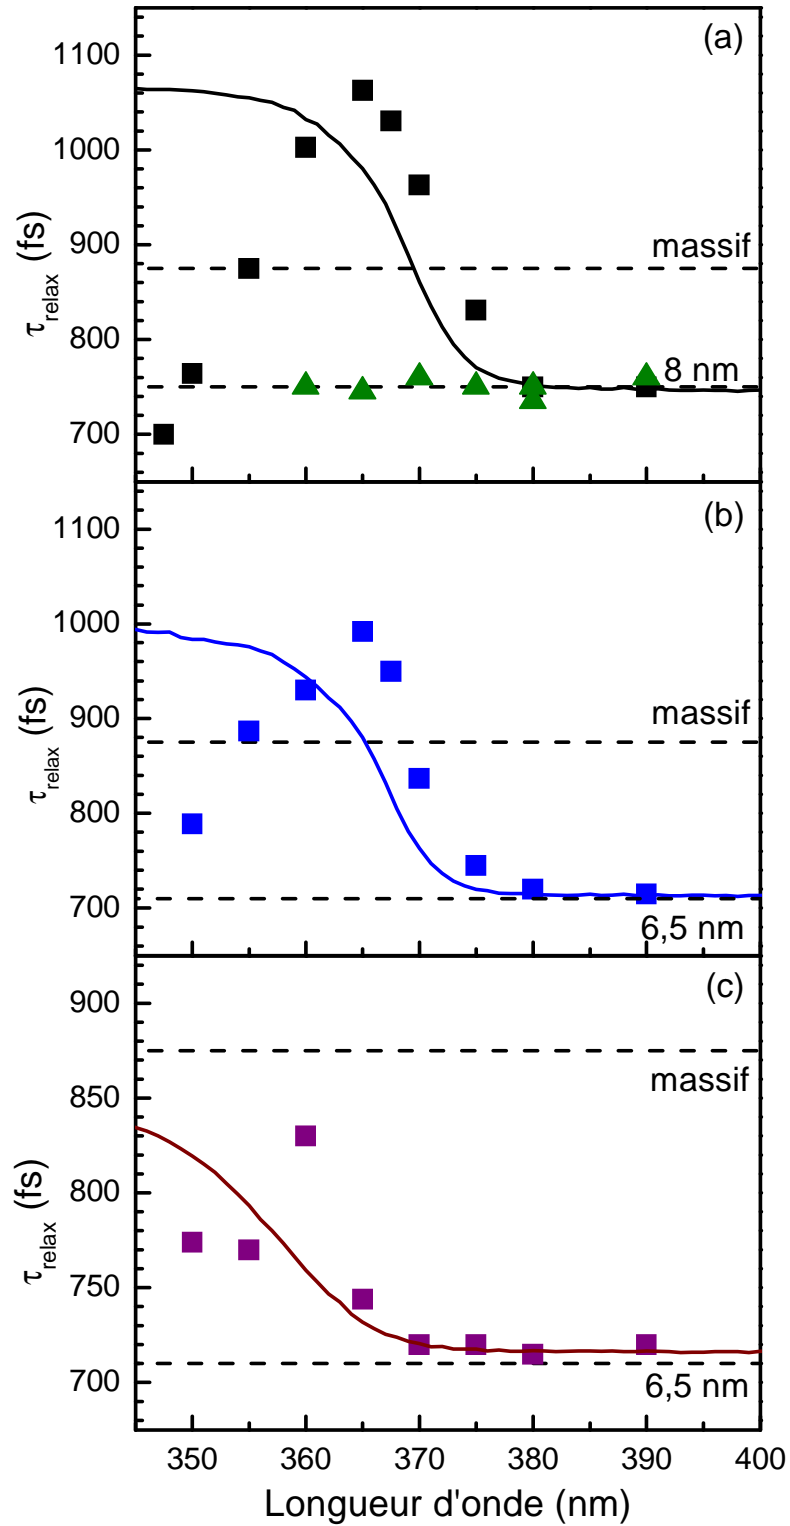 (a)
1100
1000
900
800
700
τrelax (fs)
massif
8 nm
(b)
1100
1000
900
800
700
τrelax (fs)
massif
6,5 nm
(c)
900
850
800
750
700
τrelax (fs)
massif
6,5 nm
350 360 370 380 390 400
Longueur d'onde (nm)